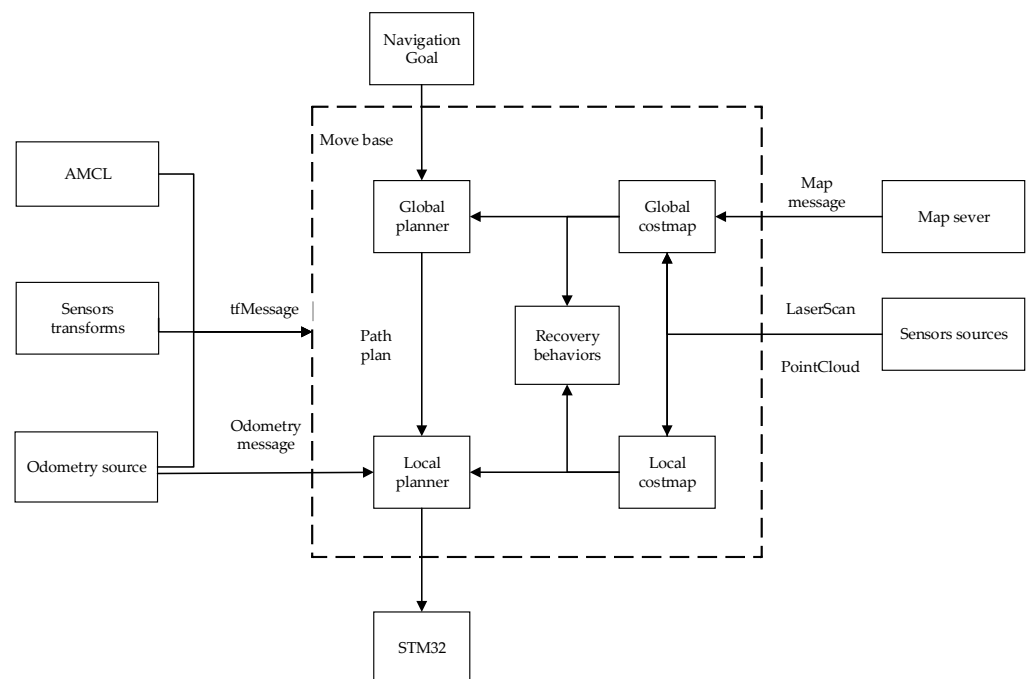 Navigation
Goal
Move base
AMCL
Global
planner
Global
costmap
Map
message
Map sever
Sensors
transforms
tfMessage
Path
plan
Recovery
behaviors
LaserScan
PointCloud
Sensors sources
Odometry
message
Odometry source
Local
planner
Local
costmap
STM32